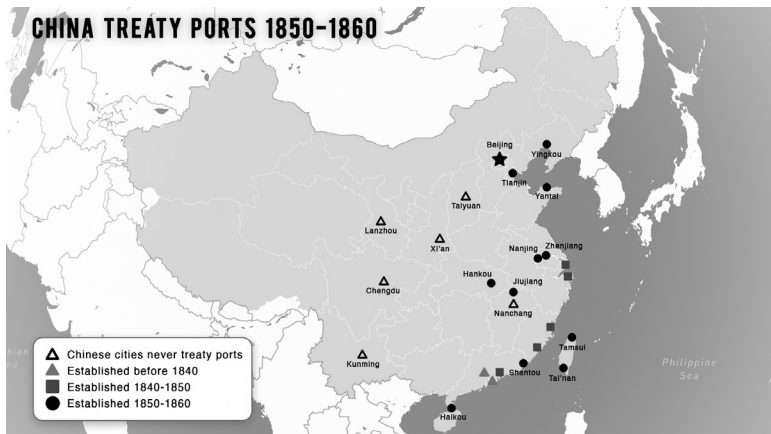 CHINA TREATY PORTS 1850-1860
Beijing
Yingkou
Tianjin
Yantai
Taiyuan
Lanzhou
Xi'an
Nanjing
Zhenjiang
Hankou
Jiujiang
Chengdu
Nanchang
Kunming
Shantou
Tamsui
Tai'nan
Haikou
Philippine
Sea
bian
ea
Chinese cities never treaty ports
Established before 1840
Established 1840-1850
Established 1850-1860